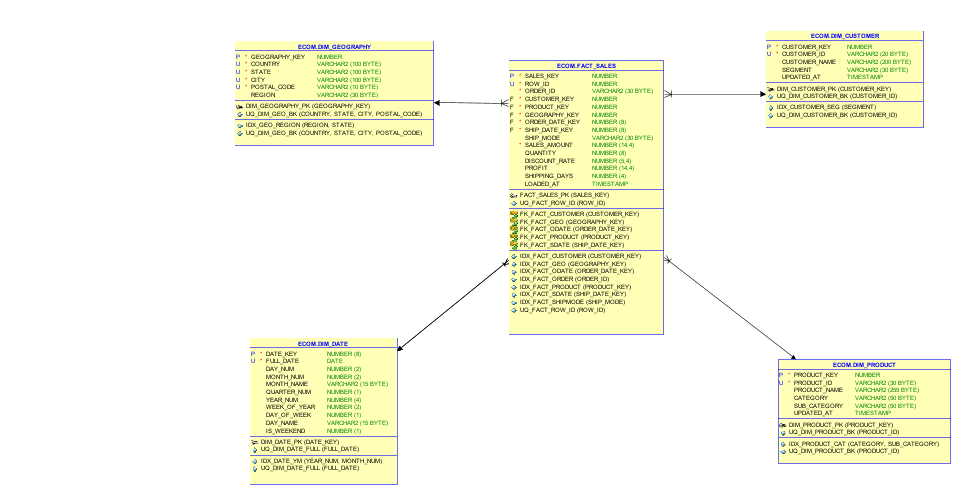 ECOM.DIM_GEOGRAPHY
P * GEOGRAPHY_KEY NUMBER
U * COUNTRY VARCHAR2 (100 BYTE)
U * STATE VARCHAR2 (100 BYTE)
U * CITY VARCHAR2 (100 BYTE)
U * POSTAL_CODE VARCHAR2 (10 BYTE)
REGION VARCHAR2 (30 BYTE)
DIM_GEOGRAPHY_PK (GEOGRAPHY_KEY)
UQ_DIM_GEO_BK (COUNTRY, STATE, CITY, POSTAL_CODE)
IDX_GEO_REGION (REGION, STATE)
UQ_DIM_GEO_BK (COUNTRY, STATE, CITY, POSTAL_CODE)
ECOM.FACT_SALES
P * SALES_KEY NUMBER
U * ROW_ID NUMBER
* ORDER_ID VARCHAR2 (30 BYTE)
F * CUSTOMER_KEY NUMBER
F * PRODUCT_KEY NUMBER
F * GEOGRAPHY_KEY NUMBER
F * ORDER_DATE_KEY NUMBER (8)
F * SHIP_DATE_KEY NUMBER (8)
SHIP_MODE VARCHAR2 (30 BYTE)
* SALES_AMOUNT NUMBER (14,4)
QUANTITY NUMBER (8)
DISCOUNT_RATE NUMBER (5,4)
PROFIT NUMBER (14,4)
SHIPPING_DAYS NUMBER (4)
LOADED_AT TIMESTAMP
FACT_SALES_PK (SALES_KEY)
UQ_FACT_ROW_ID (ROW_ID)
FK_FACT_CUSTOMER (CUSTOMER_KEY)
FK_FACT_GEO (GEOGRAPHY_KEY)
FK_FACT_ODATE (ORDER_DATE_KEY)
FK_FACT_PRODUCT (PRODUCT_KEY)
FK_FACT_SDATE (SHIP_DATE_KEY)
IDX_FACT_CUSTOMER (CUSTOMER_KEY)
IDX_FACT_GEO (GEOGRAPHY_KEY)
IDX_FACT_ODATE (ORDER_DATE_KEY)
IDX_FACT_ORDER (ORDER_ID)
IDX_FACT_PRODUCT (PRODUCT_KEY)
IDX_FACT_SDATE (SHIP_DATE_KEY)
IDX_FACT_SHIPMODE (SHIP_MODE)
UQ_FACT_ROW_ID (ROW_ID)
ECOM.DIM_CUSTOMER
P * CUSTOMER_KEY NUMBER
U * CUSTOMER_ID VARCHAR2 (20 BYTE)
CUSTOMER_NAME VARCHAR2 (200 BYTE)
SEGMENT VARCHAR2 (30 BYTE)
UPDATED_AT TIMESTAMP
DIM_CUSTOMER_PK (CUSTOMER_KEY)
UQ_DIM_CUSTOMER_BK (CUSTOMER_ID)
IDX_CUSTOMER_SEG (SEGMENT)
UQ_DIM_CUSTOMER_BK (CUSTOMER_ID)
ECOM.DIM_DATE
P * DATE_KEY NUMBER (8)
U * FULL_DATE DATE
DAY_NUM NUMBER (2)
MONTH_NUM NUMBER (2)
MONTH_NAME VARCHAR2 (15 BYTE)
QUARTER_NUM NUMBER (1)
YEAR_NUM NUMBER (4)
WEEK_OF_YEAR NUMBER (2)
DAY_OF_WEEK NUMBER (1)
DAY_NAME VARCHAR2 (15 BYTE)
IS_WEEKEND NUMBER (1)
DIM_DATE_PK (DATE_KEY)
UQ_DIM_DATE_FULL (FULL_DATE)
IDX_DATE_YM (YEAR_NUM, MONTH_NUM)
UQ_DIM_DATE_FULL (FULL_DATE)
ECOM.DIM_PRODUCT
P * PRODUCT_KEY NUMBER
U * PRODUCT_ID VARCHAR2 (30 BYTE)
PRODUCT_NAME VARCHAR2 (255 BYTE)
CATEGORY VARCHAR2 (50 BYTE)
SUB_CATEGORY VARCHAR2 (50 BYTE)
UPDATED_AT TIMESTAMP
DIM_PRODUCT_PK (PRODUCT_KEY)
UQ_DIM_PRODUCT_BK (PRODUCT_ID)
IDX_PRODUCT_CAT (CATEGORY, SUB_CATEGORY)
UQ_DIM_PRODUCT_BK (PRODUCT_ID)